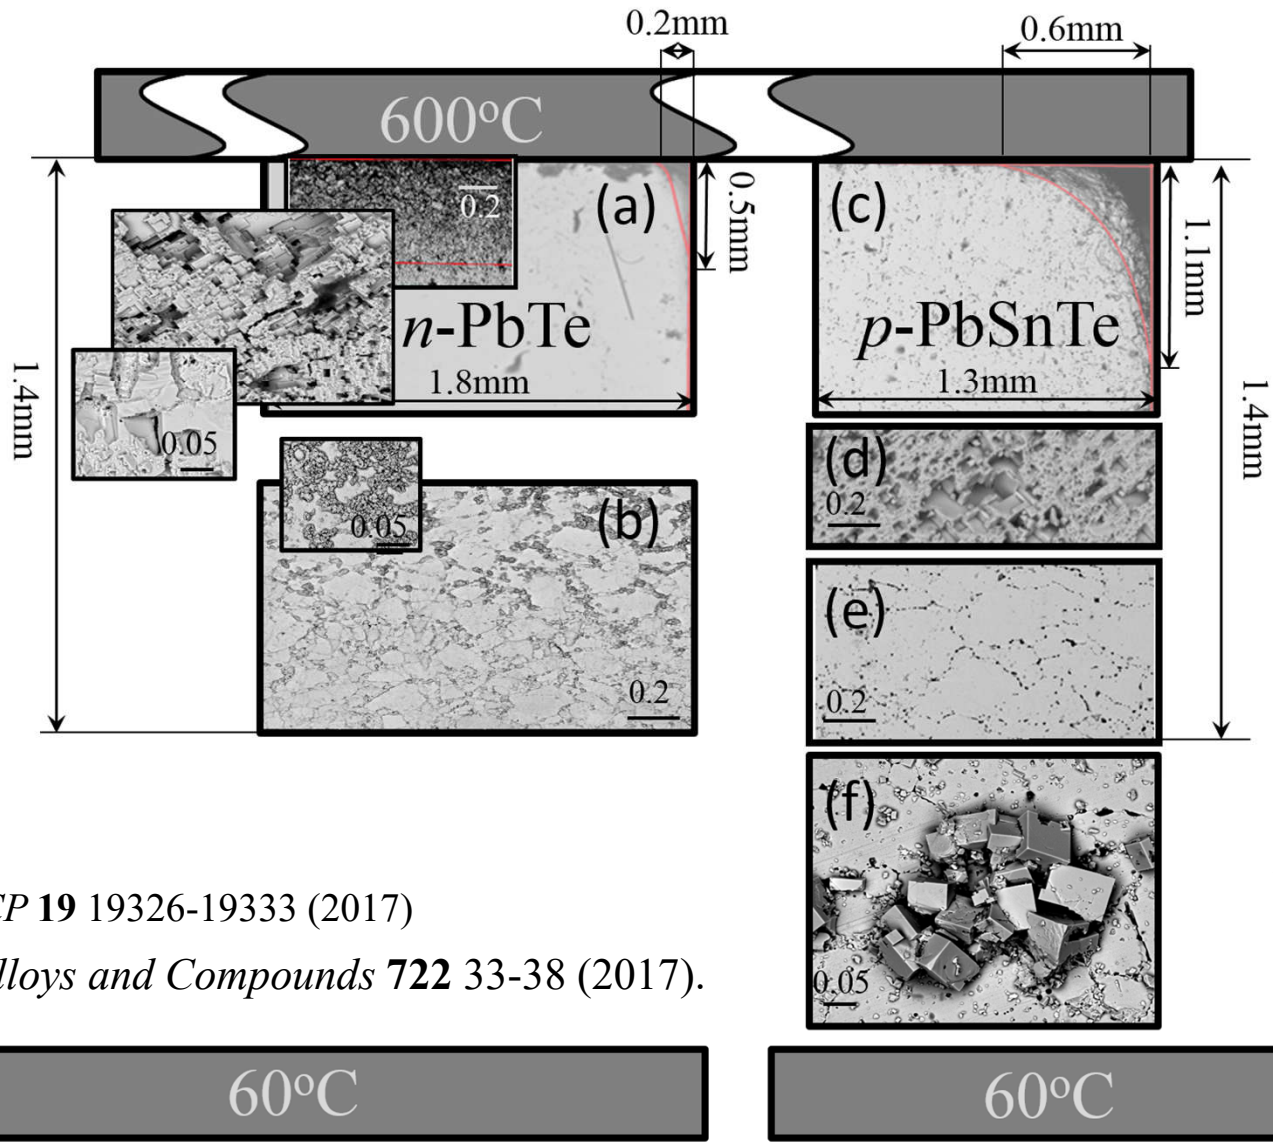 0.2mm
0.6mm
600°C
(a)
0.2
0.5mm
n-PbTe
1.8mm
0.05
1.4mm
(b)
0.05
0.2
(c)
1.1mm
p-PbSnTe
1.3mm
1.4mm
(d)
0.2
(e)
0.2
(f)
0.05
CP 19 19326-19333 (2017)
lloys and Compounds 722 33-38 (2017).
60°C
60°C